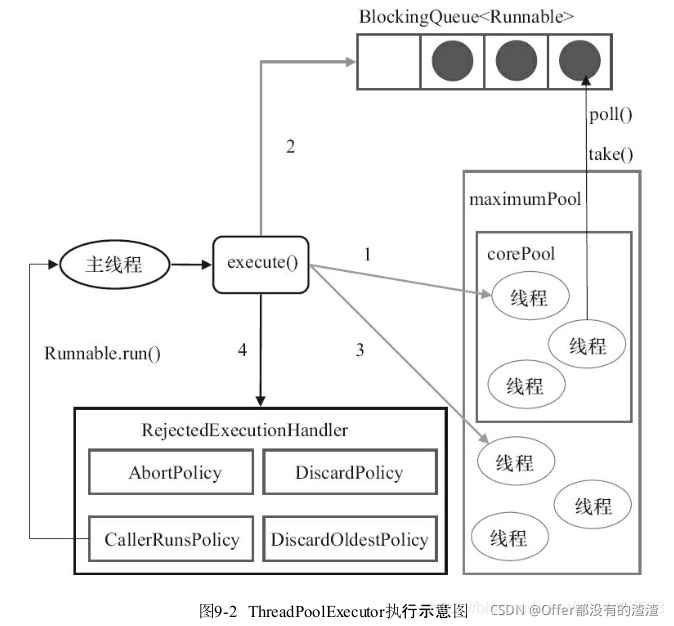 BlockingQueue<Runnable>
poll()
2
take()
maximumPool
corePool
主线程
execute()
1
线程
线程
Runnable.run()
4
3
线程
RejectedExecutionHandler
AbortPolicy
DiscardPolicy
线程
线程
CallerRunsPolicy
DiscardOldestPolicy
线程
图9-2 ThreadPoolExecutor执行示意图
CSDN @Offer都没有的渣渣